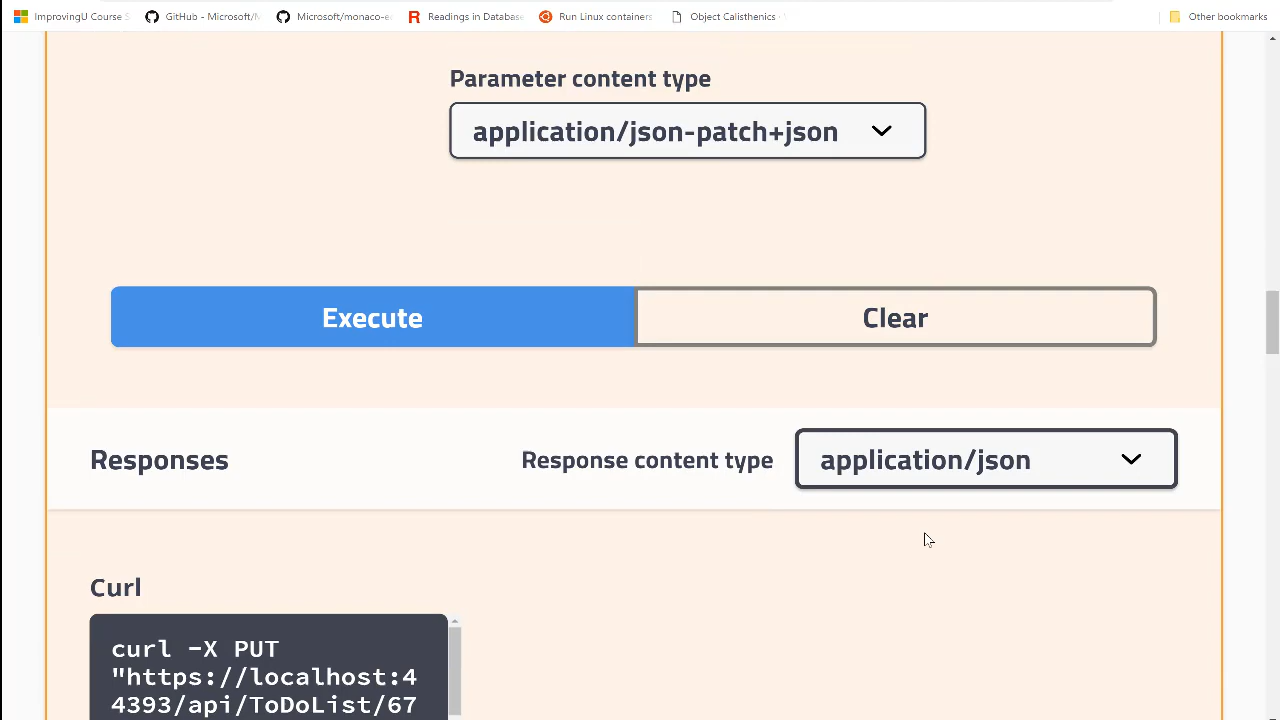 ImprovingU Course S
GitHub - Microsoft/M
Microsoft/monaco-e
Readings in Database
Run Linux containers
Object Calisthenics -
Other bookmarks
Parameter content type
application/json-patch+json
Execute
Clear
Responses
Response content type
application/json
Curl
curl -X PUT
"https://localhost:4
4393/api/ToDoList/67